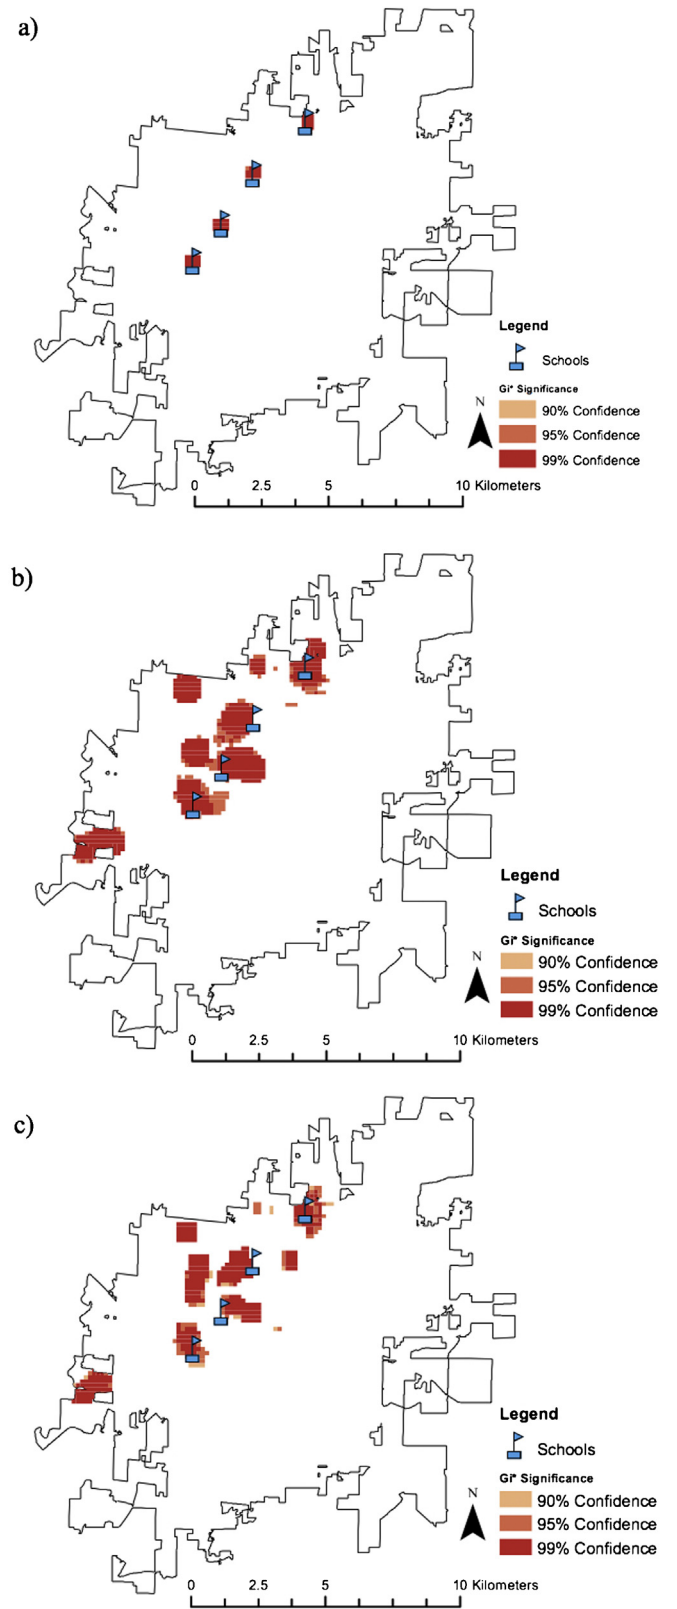 a)
Legend
Schools
Gi* Significance
N
90% Confidence
95% Confidence
99% Confidence
0 2.5 5 10 Kilometers
b)
Legend
Schools
Gi* Significance
N
90% Confidence
95% Confidence
99% Confidence
0 2.5 5 10 Kilometers
c)
Legend
Schools
Gi* Significance
N
90% Confidence
95% Confidence
99% Confidence
0 2.5 5 10 Kilometers